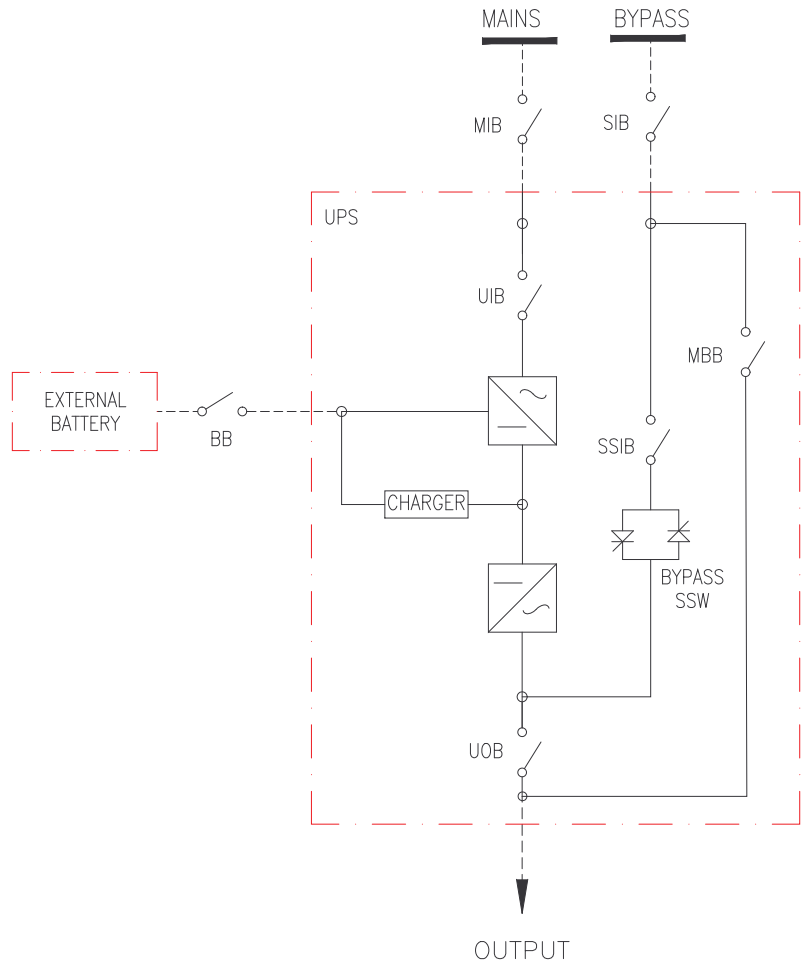 MAINS
BYPASS
MIB
SIB
UPS
UIB
MBB
EXTERNAL
BATTERY
BB
SSIB
CHARGER
BYPASS
SSW
UOB
OUTPUT